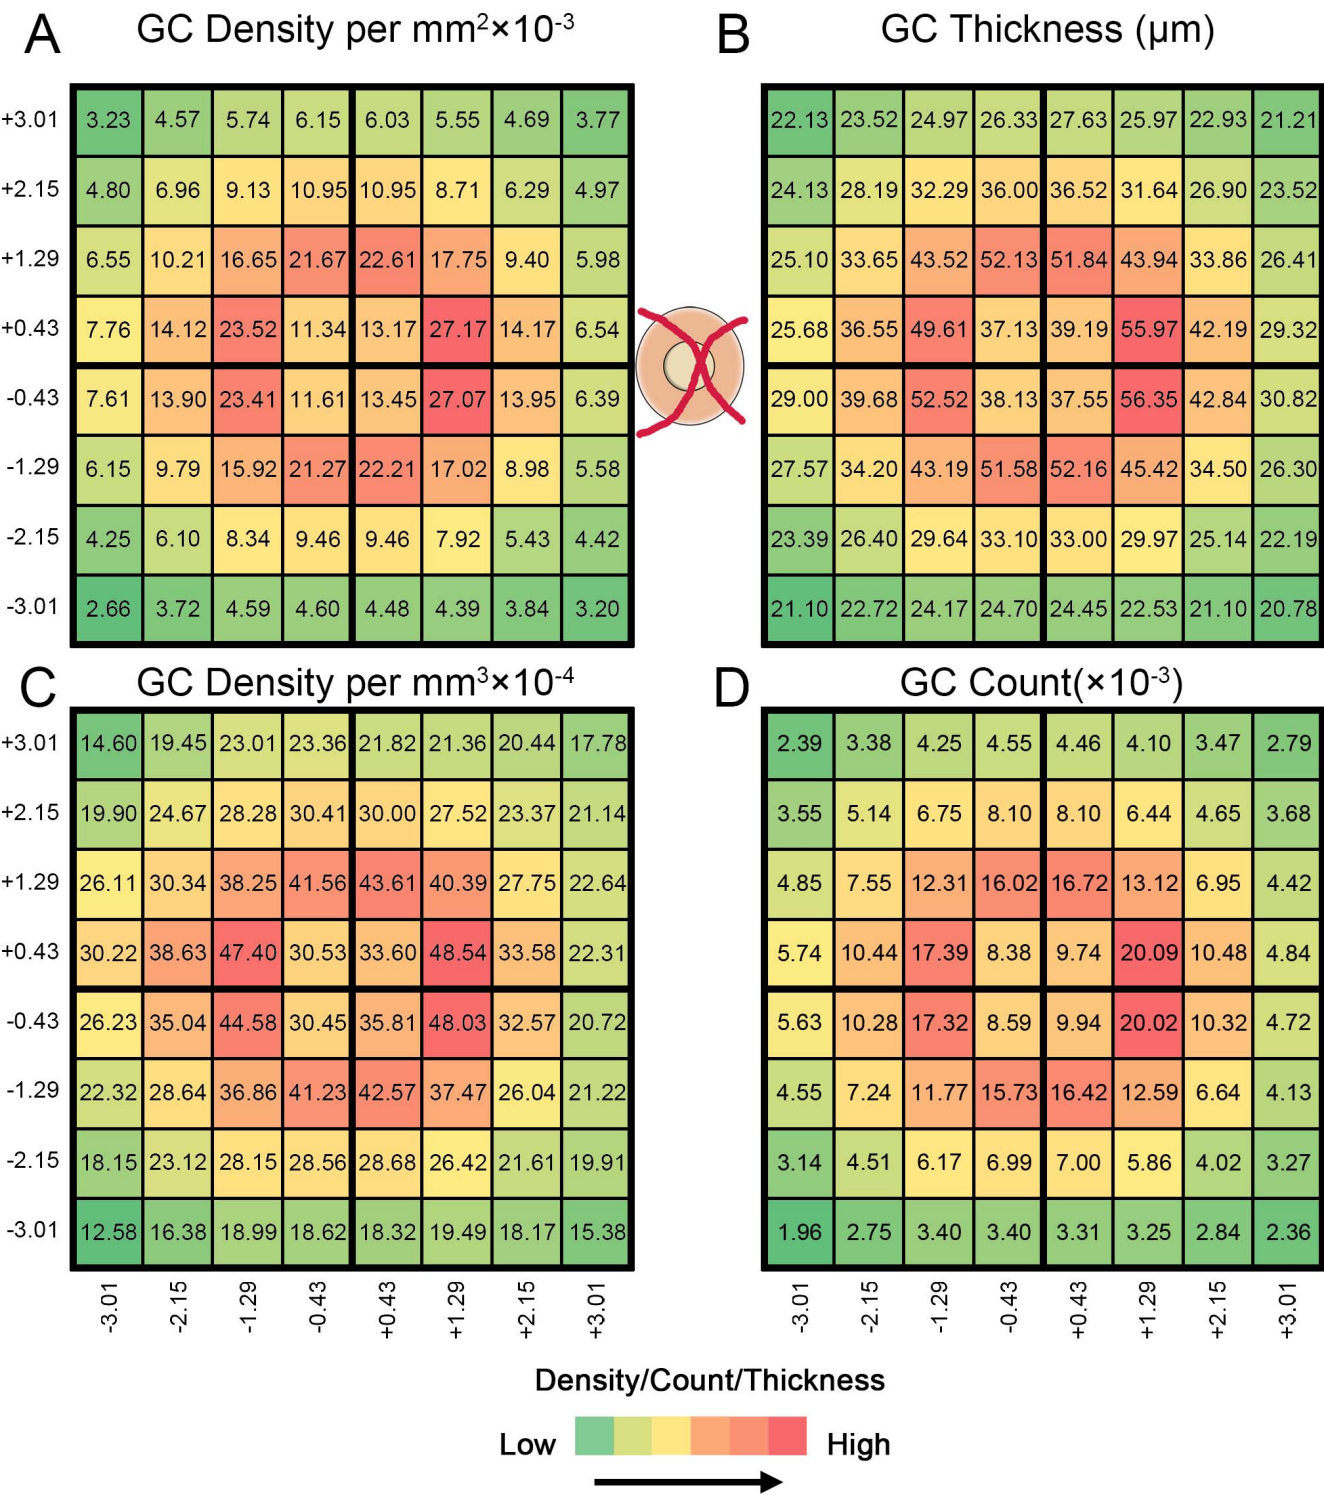 A GC Density per mm²×10⁻³ B GC Thickness (µm)
+3.01 3.23 4.57 5.74 6.15 6.03 5.55 4.69 3.77 22.13 23.52 24.97 26.33 27.63 25.97 22.93 21.21
+2.15 4.80 6.96 9.13 10.95 10.95 8.71 6.29 4.97 24.13 28.19 32.29 36.00 36.52 31.64 26.90 23.52
+1.29 6.55 10.21 16.65 21.67 22.61 17.75 9.40 5.98 25.10 33.65 43.52 52.13 51.84 43.94 33.86 26.41
+0.43 7.76 14.12 23.52 11.34 13.17 27.17 14.17 6.54 25.68 36.55 49.61 37.13 39.19 55.97 42.19 29.32
-0.43 7.61 13.90 23.41 11.61 13.45 27.07 13.95 6.39 29.00 39.68 52.52 38.13 37.55 56.35 42.84 30.82
-1.29 6.15 9.79 15.92 21.27 22.21 17.02 8.98 5.58 27.57 34.20 43.19 51.58 52.16 45.42 34.50 26.30
-2.15 4.25 6.10 8.34 9.46 9.46 7.92 5.43 4.42 23.39 26.40 29.64 33.10 33.00 29.97 25.14 22.19
-3.01 2.66 3.72 4.59 4.60 4.48 4.39 3.84 3.20 21.10 22.72 24.17 24.70 24.45 22.53 21.10 20.78
C GC Density per mm³×10⁻⁴ D GC Count(×10⁻³)
+3.01 14.60 19.45 23.01 23.36 21.82 21.36 20.44 17.78 2.39 3.38 4.25 4.55 4.46 4.10 3.47 2.79
+2.15 19.90 24.67 28.28 30.41 30.00 27.52 23.37 21.14 3.55 5.14 6.75 8.10 8.10 6.44 4.65 3.68
+1.29 26.11 30.34 38.25 41.56 43.61 40.39 27.75 22.64 4.85 7.55 12.31 16.02 16.72 13.12 6.95 4.42
+0.43 30.22 38.63 47.40 30.53 33.60 48.54 33.58 22.31 5.74 10.44 17.39 8.38 9.74 20.09 10.48 4.84
-0.43 26.23 35.04 44.58 30.45 35.81 48.03 32.57 20.72 5.63 10.28 17.32 8.59 9.94 20.02 10.32 4.72
-1.29 22.32 28.64 36.86 41.23 42.57 37.47 26.04 21.22 4.55 7.24 11.77 15.73 16.42 12.59 6.64 4.13
-2.15 18.15 23.12 28.15 28.56 28.68 26.42 21.61 19.91 3.14 4.51 6.17 6.99 7.00 5.86 4.02 3.27
-3.01 12.58 16.38 18.99 18.62 18.32 19.49 18.17 15.38 1.96 2.75 3.40 3.40 3.31 3.25 2.84 2.36
-3.01 -2.15 -1.29 -0.43 +0.43 +1.29 +2.15 +3.01 -3.01 -2.15 -1.29 -0.43 +0.43 +1.29 +2.15 +3.01
Density/Count/Thickness
Low High